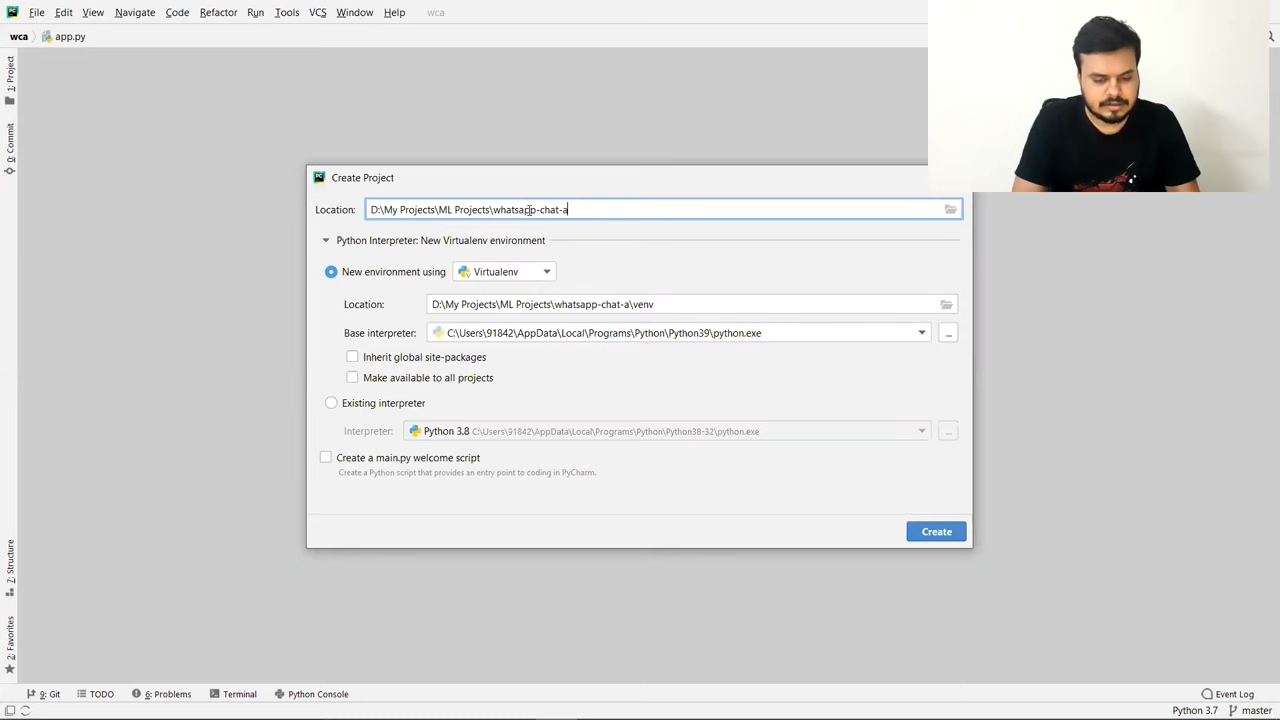 File Edit View Navigate Code Refactor Run Tools VCS Window Help wca
wca app.py
1: Project
0: Commit
Create Project
Location: D:\My Projects\ML Projects\whatsapp-chat-a
Python Interpreter: New Virtualenv environment
New environment using Virtualenv
Location: D:\My Projects\ML Projects\whatsapp-chat-a\venv
Base interpreter: C:\Users\91842\AppData\Local\Programs\Python\Python39\python.exe ...
Inherit global site-packages
Make available to all projects
Existing interpreter
Interpreter: Python 3.8 C:\Users\91842\AppData\Local\Programs\Python\Python38-32\python.exe ...
Create a main.py welcome script
Create a Python script that provides an entry point to coding in PyCharm.
Create
7: Structure
2: Favorites
9: Git TODO 6: Problems Terminal Python Console Event Log
Python 3.7 master